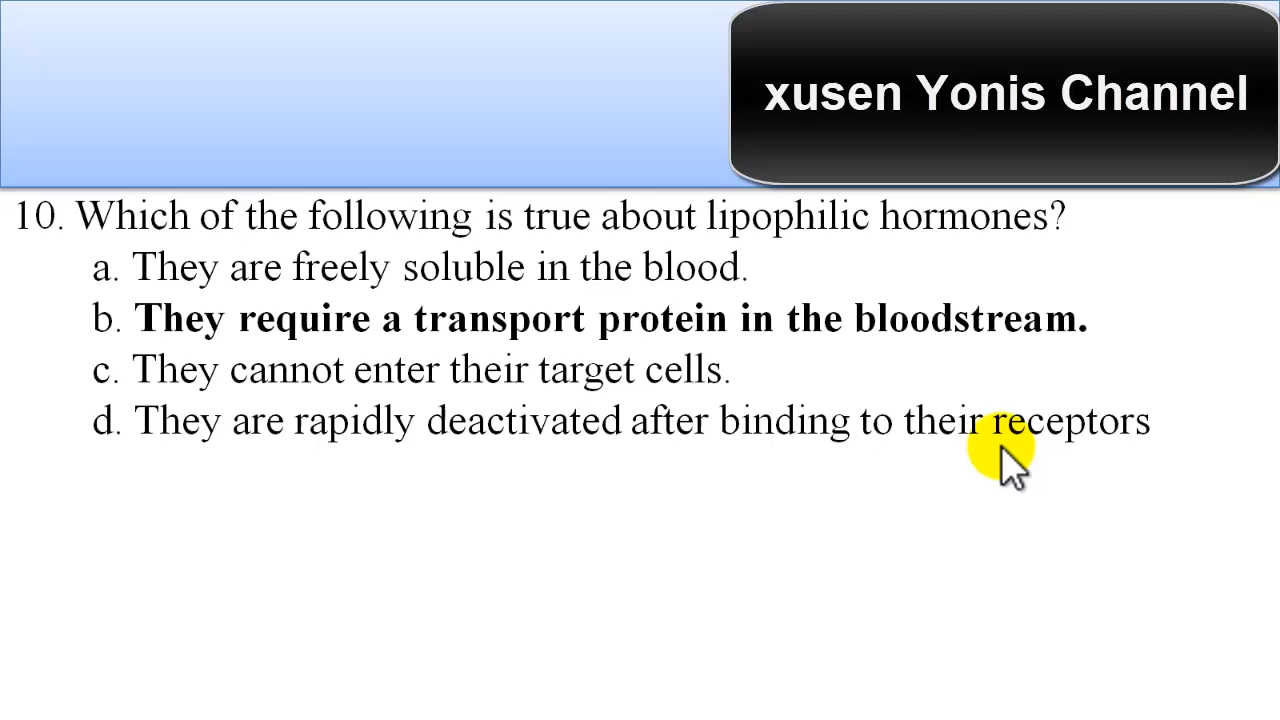 xusen Yonis Channel
10. Which of the following is true about lipophilic hormones?
a. They are freely soluble in the blood.
b. They require a transport protein in the bloodstream.
c. They cannot enter their target cells.
d. They are rapidly deactivated after binding to their receptors